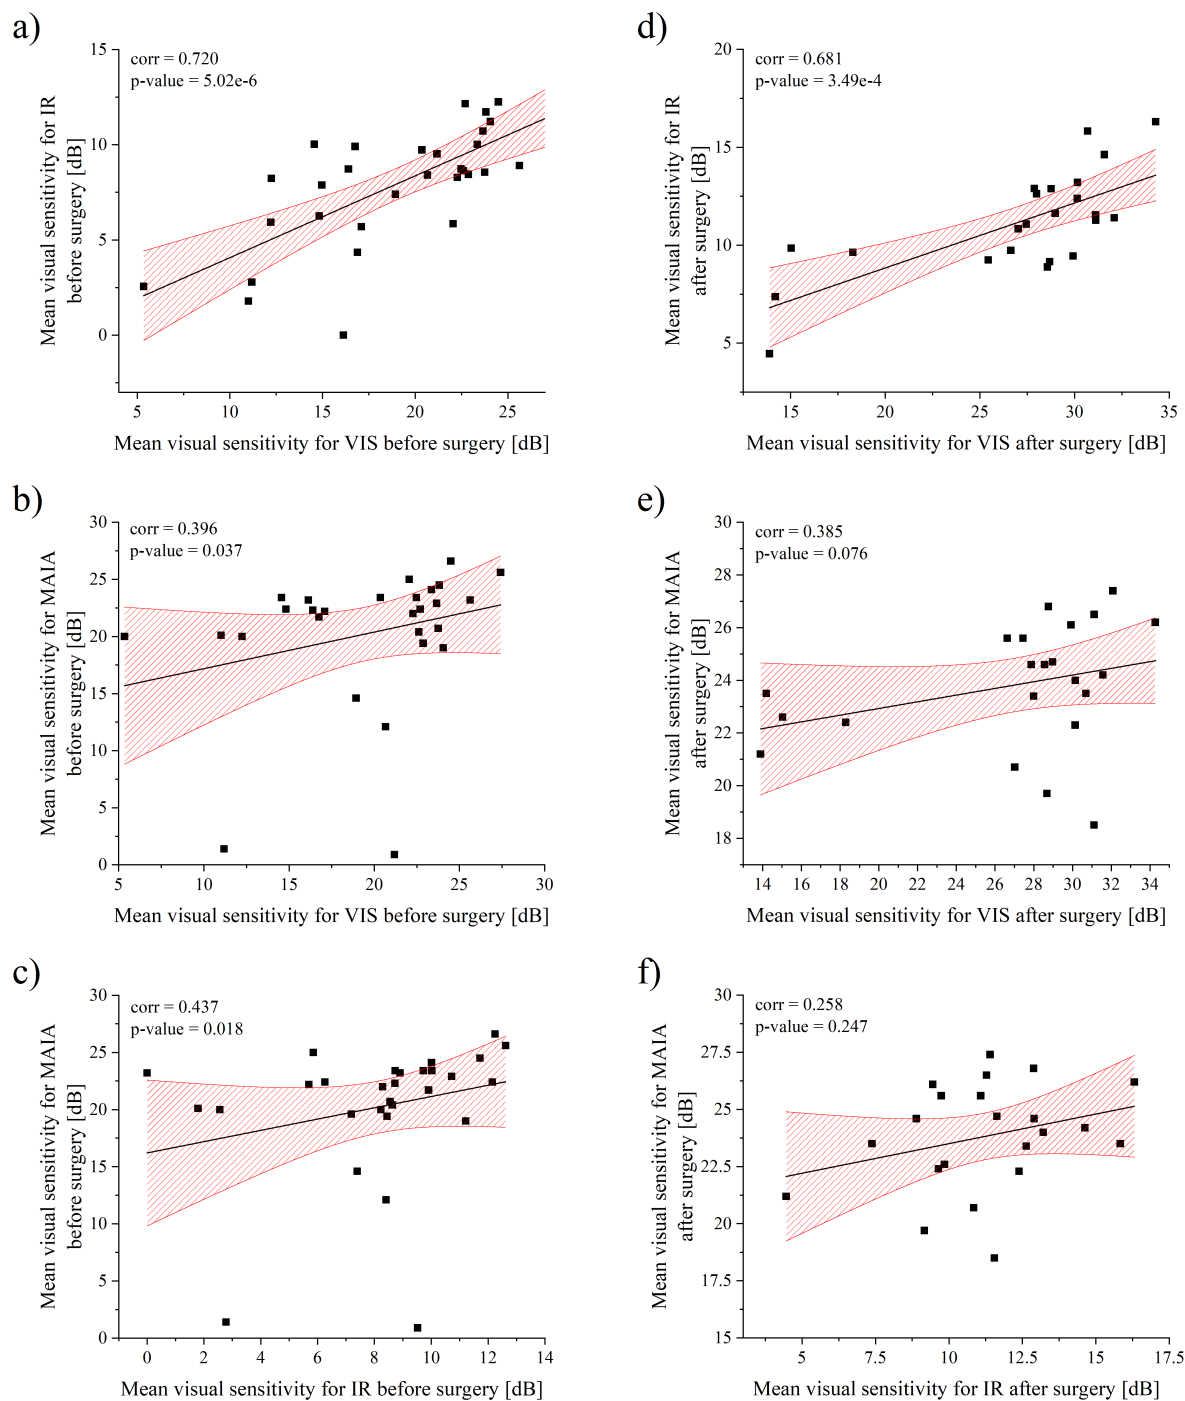 a)
corr = 0.720
p-value = 5.02e-6
Mean visual sensitivity for IR
before surgery [dB]
15
10
5
0
5 10 15 20 25
Mean visual sensitivity for VIS before surgery [dB]
d)
corr = 0.681
p-value = 3.49e-4
Mean visual sensitivity for IR
after surgery [dB]
20
15
10
5
15 20 25 30 35
Mean visual sensitivity for VIS after surgery [dB]
b)
corr = 0.396
p-value = 0.037
Mean visual sensitivity for MAIA
before surgery [dB]
30
25
20
15
10
5
0
5 10 15 20 25 30
Mean visual sensitivity for VIS before surgery [dB]
e)
corr = 0.385
p-value = 0.076
Mean visual sensitivity for MAIA
after surgery [dB]
30
28
26
24
22
20
18
14 16 18 20 22 24 26 28 30 32 34
Mean visual sensitivity for VIS after surgery [dB]
c)
corr = 0.437
p-value = 0.018
Mean visual sensitivity for MAIA
before surgery [dB]
30
25
20
15
10
5
0
0 2 4 6 8 10 12 14
Mean visual sensitivity for IR before surgery [dB]
f)
corr = 0.258
p-value = 0.247
Mean visual sensitivity for MAIA
after surgery [dB]
30
27.5
25
22.5
20
17.5
15
5 7.5 10 12.5 15 17.5
Mean visual sensitivity for IR after surgery [dB]